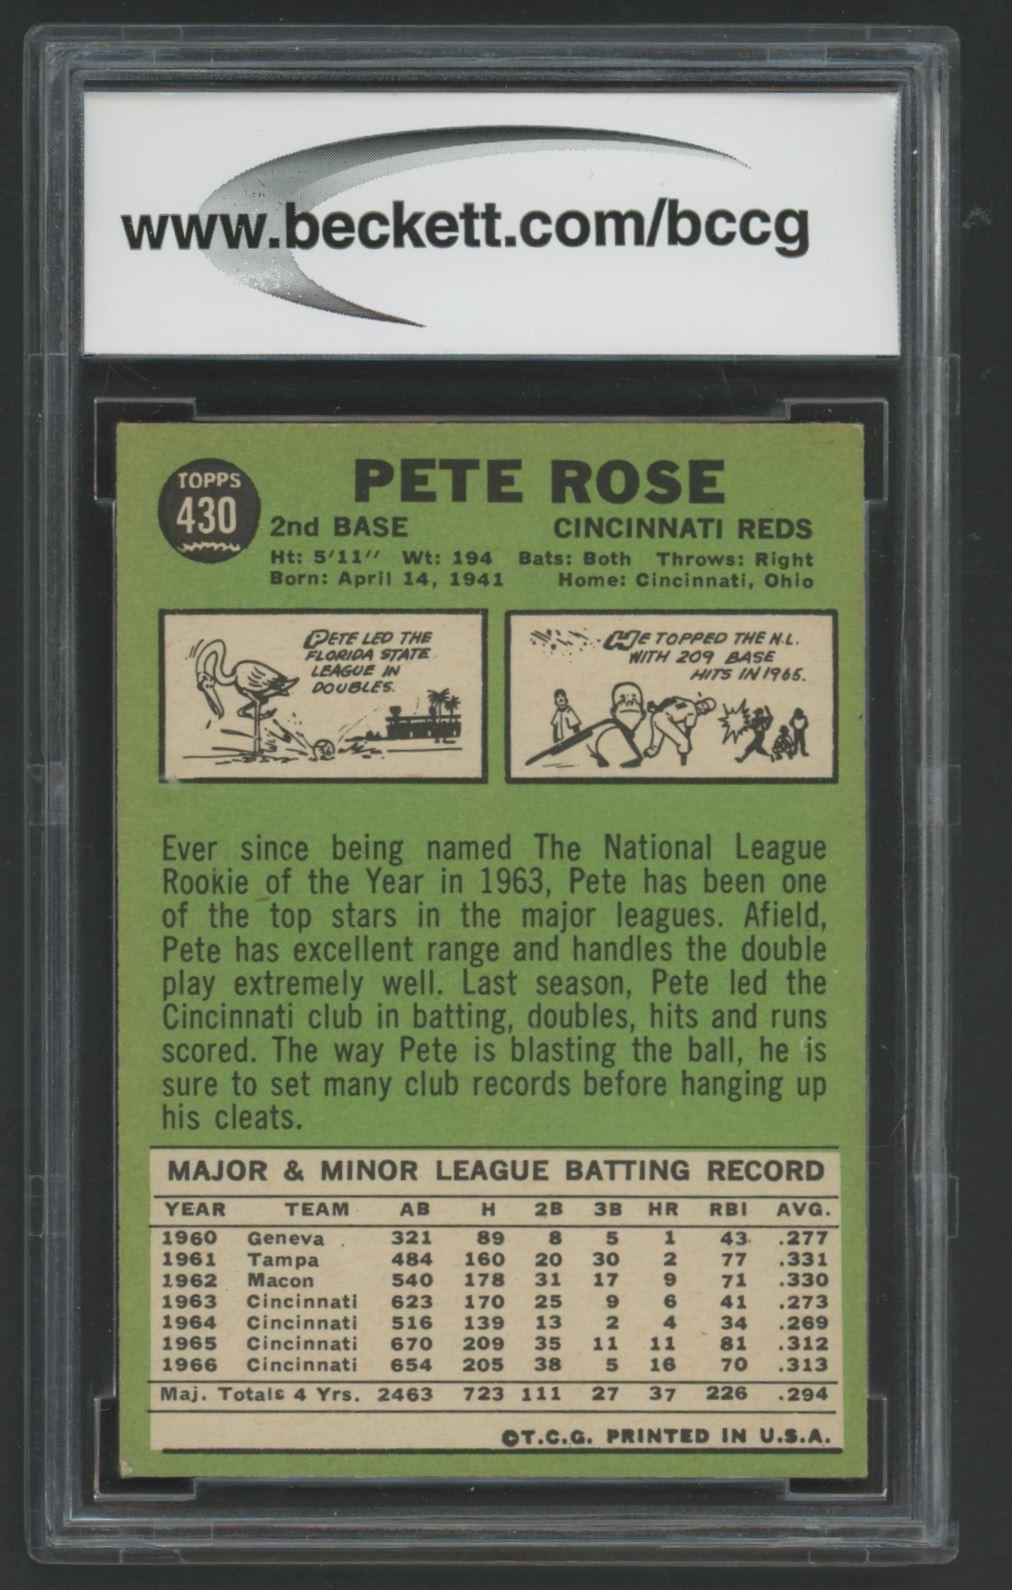 www.beckett.com/bccg
TOPPS
430
PETE ROSE
2nd BASE CINCINNATI REDS
Ht: 5'11'' Wt: 194 Bats: Both Throws: Right
Born: April 14, 1941 Home: Cincinnati, Ohio
PETE LED THE
FLORIDA STATE
LEAGUE IN
DOUBLES.
HE TOPPED THE N.L.
WITH 209 BASE
HITS IN 1965.
Ever since being named The National League
Rookie of the Year in 1963, Pete has been one
of the top stars in the major leagues. Afield,
Pete has excellent range and handles the double
play extremely well. Last season, Pete led the
Cincinnati club in batting, doubles, hits and runs
scored. The way Pete is blasting the ball, he is
sure to set many club records before hanging up
his cleats.
MAJOR & MINOR LEAGUE BATTING RECORD
YEAR TEAM AB H 2B 3B HR RBI AVG.
1960 Geneva 321 89 8 5 1 43 .277
1961 Tampa 484 160 20 30 2 77 .331
1962 Macon 540 178 31 17 9 71 .330
1963 Cincinnati 623 170 25 9 6 41 .273
1964 Cincinnati 516 139 13 2 4 34 .269
1965 Cincinnati 670 209 35 11 11 81 .312
1966 Cincinnati 654 205 38 5 16 70 .313
Maj. Totals 4 Yrs. 2463 723 111 27 37 226 .294
©T.C.G. PRINTED IN U.S.A.